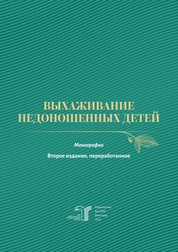 ВЫХАЖИВАНИЕ
НЕДОНОШЕННЫХ ДЕТЕЙ
Монография
Второе издание, переработанное